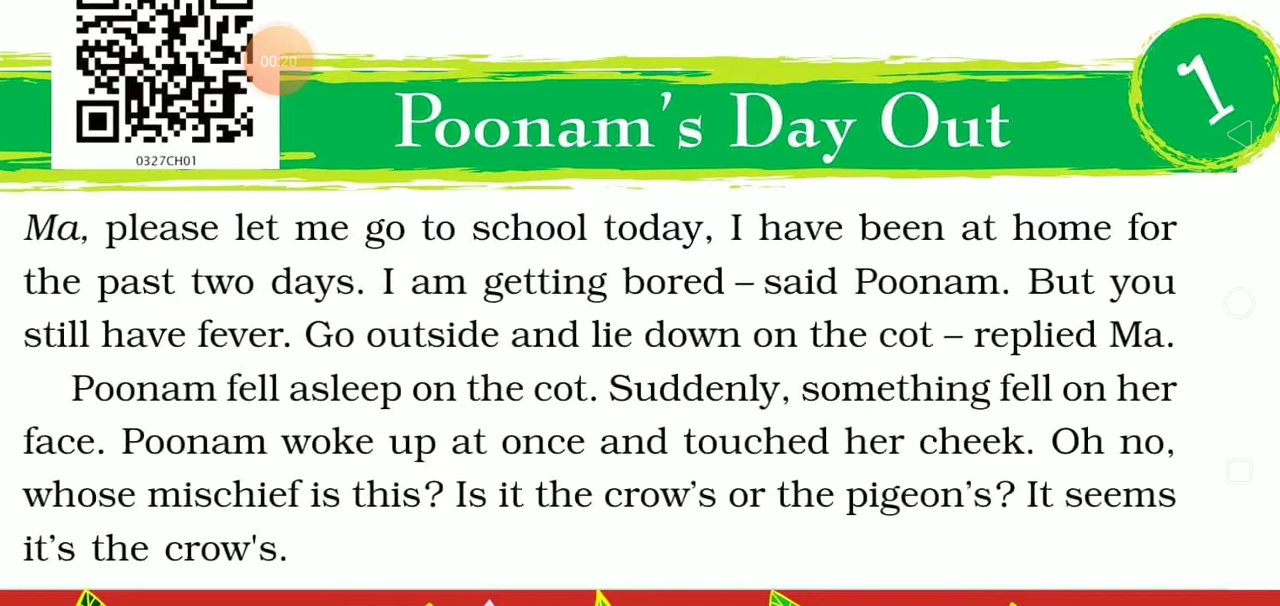 00:20
0327CH01
Poonam's Day Out
1
Ma, please let me go to school today, I have been at home for
the past two days. I am getting bored – said Poonam. But you
still have fever. Go outside and lie down on the cot – replied Ma.
Poonam fell asleep on the cot. Suddenly, something fell on her
face. Poonam woke up at once and touched her cheek. Oh no,
whose mischief is this? Is it the crow's or the pigeon's? It seems
it's the crow's.